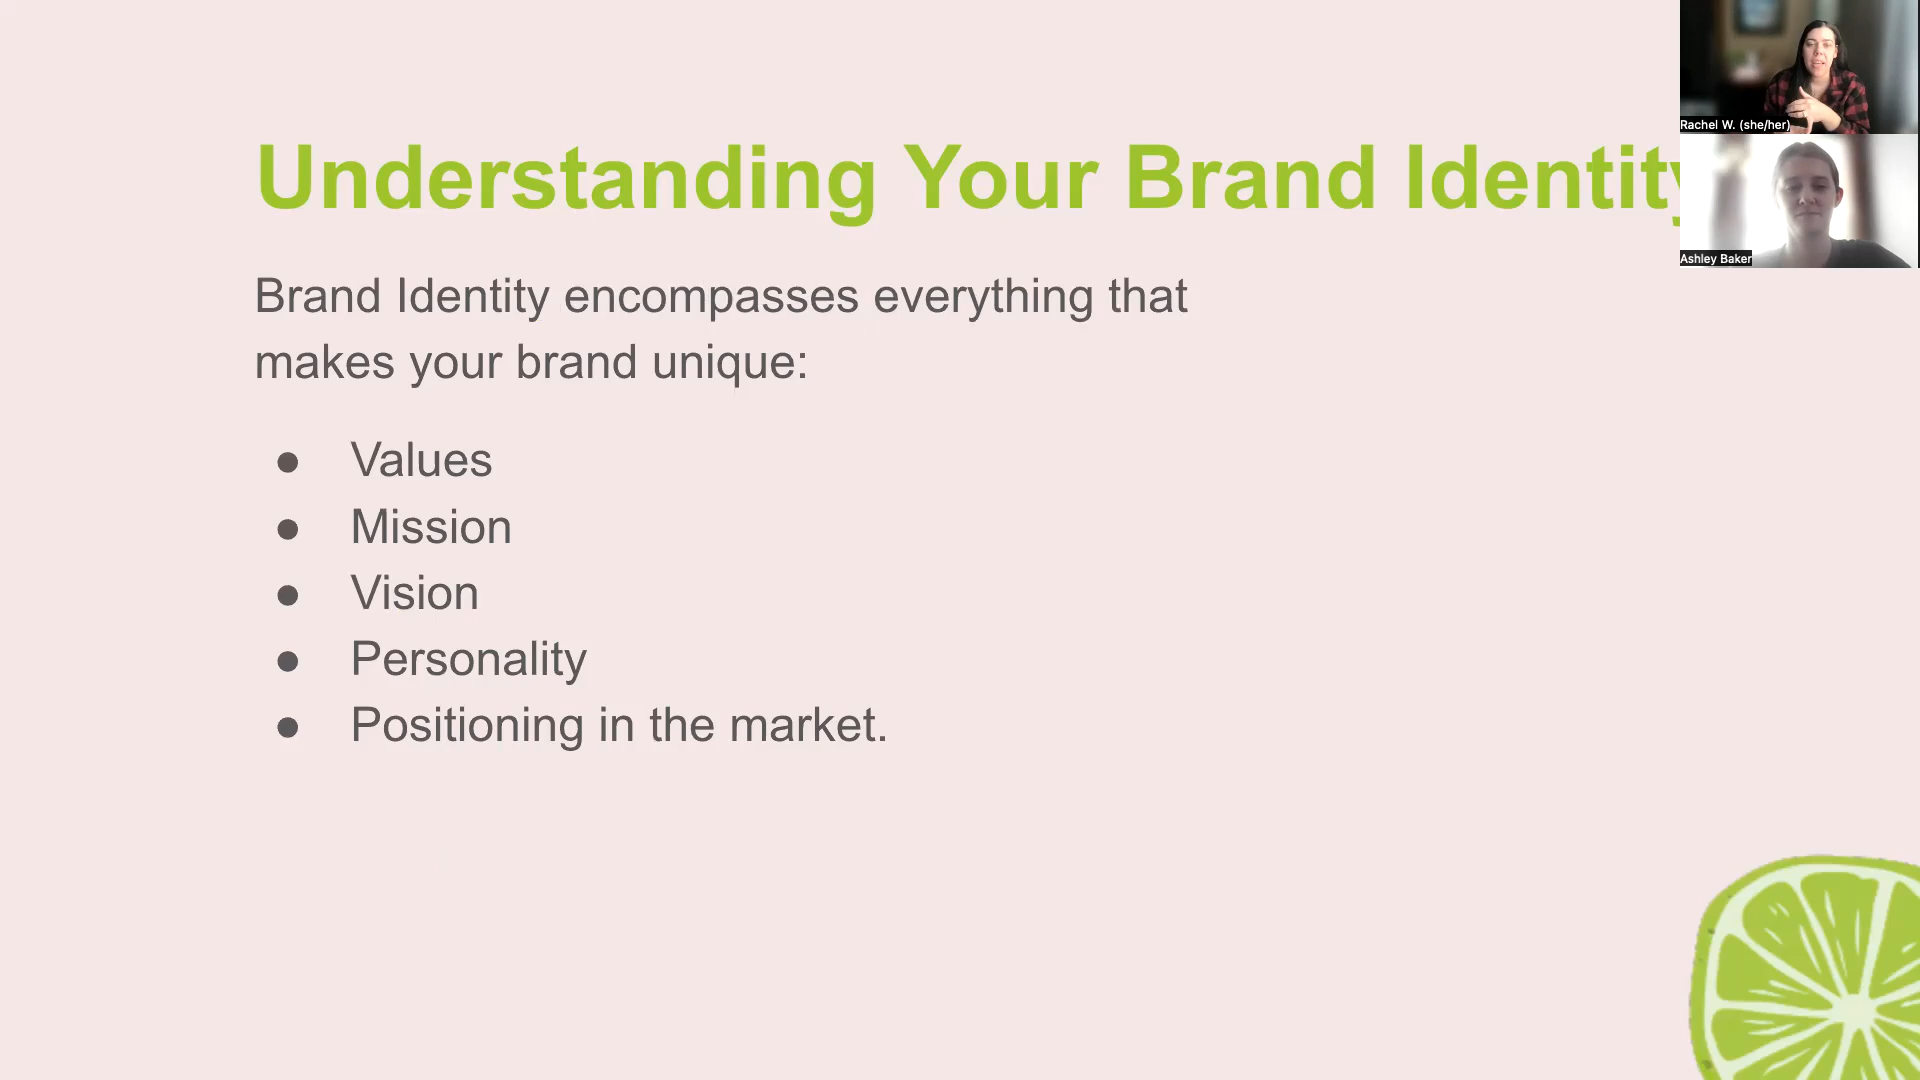 Understanding Your Brand Identity
Brand Identity encompasses everything that
makes your brand unique:
● Values
● Mission
● Vision
● Personality
● Positioning in the market.
Rachel W. (she/her)
Ashley Baker